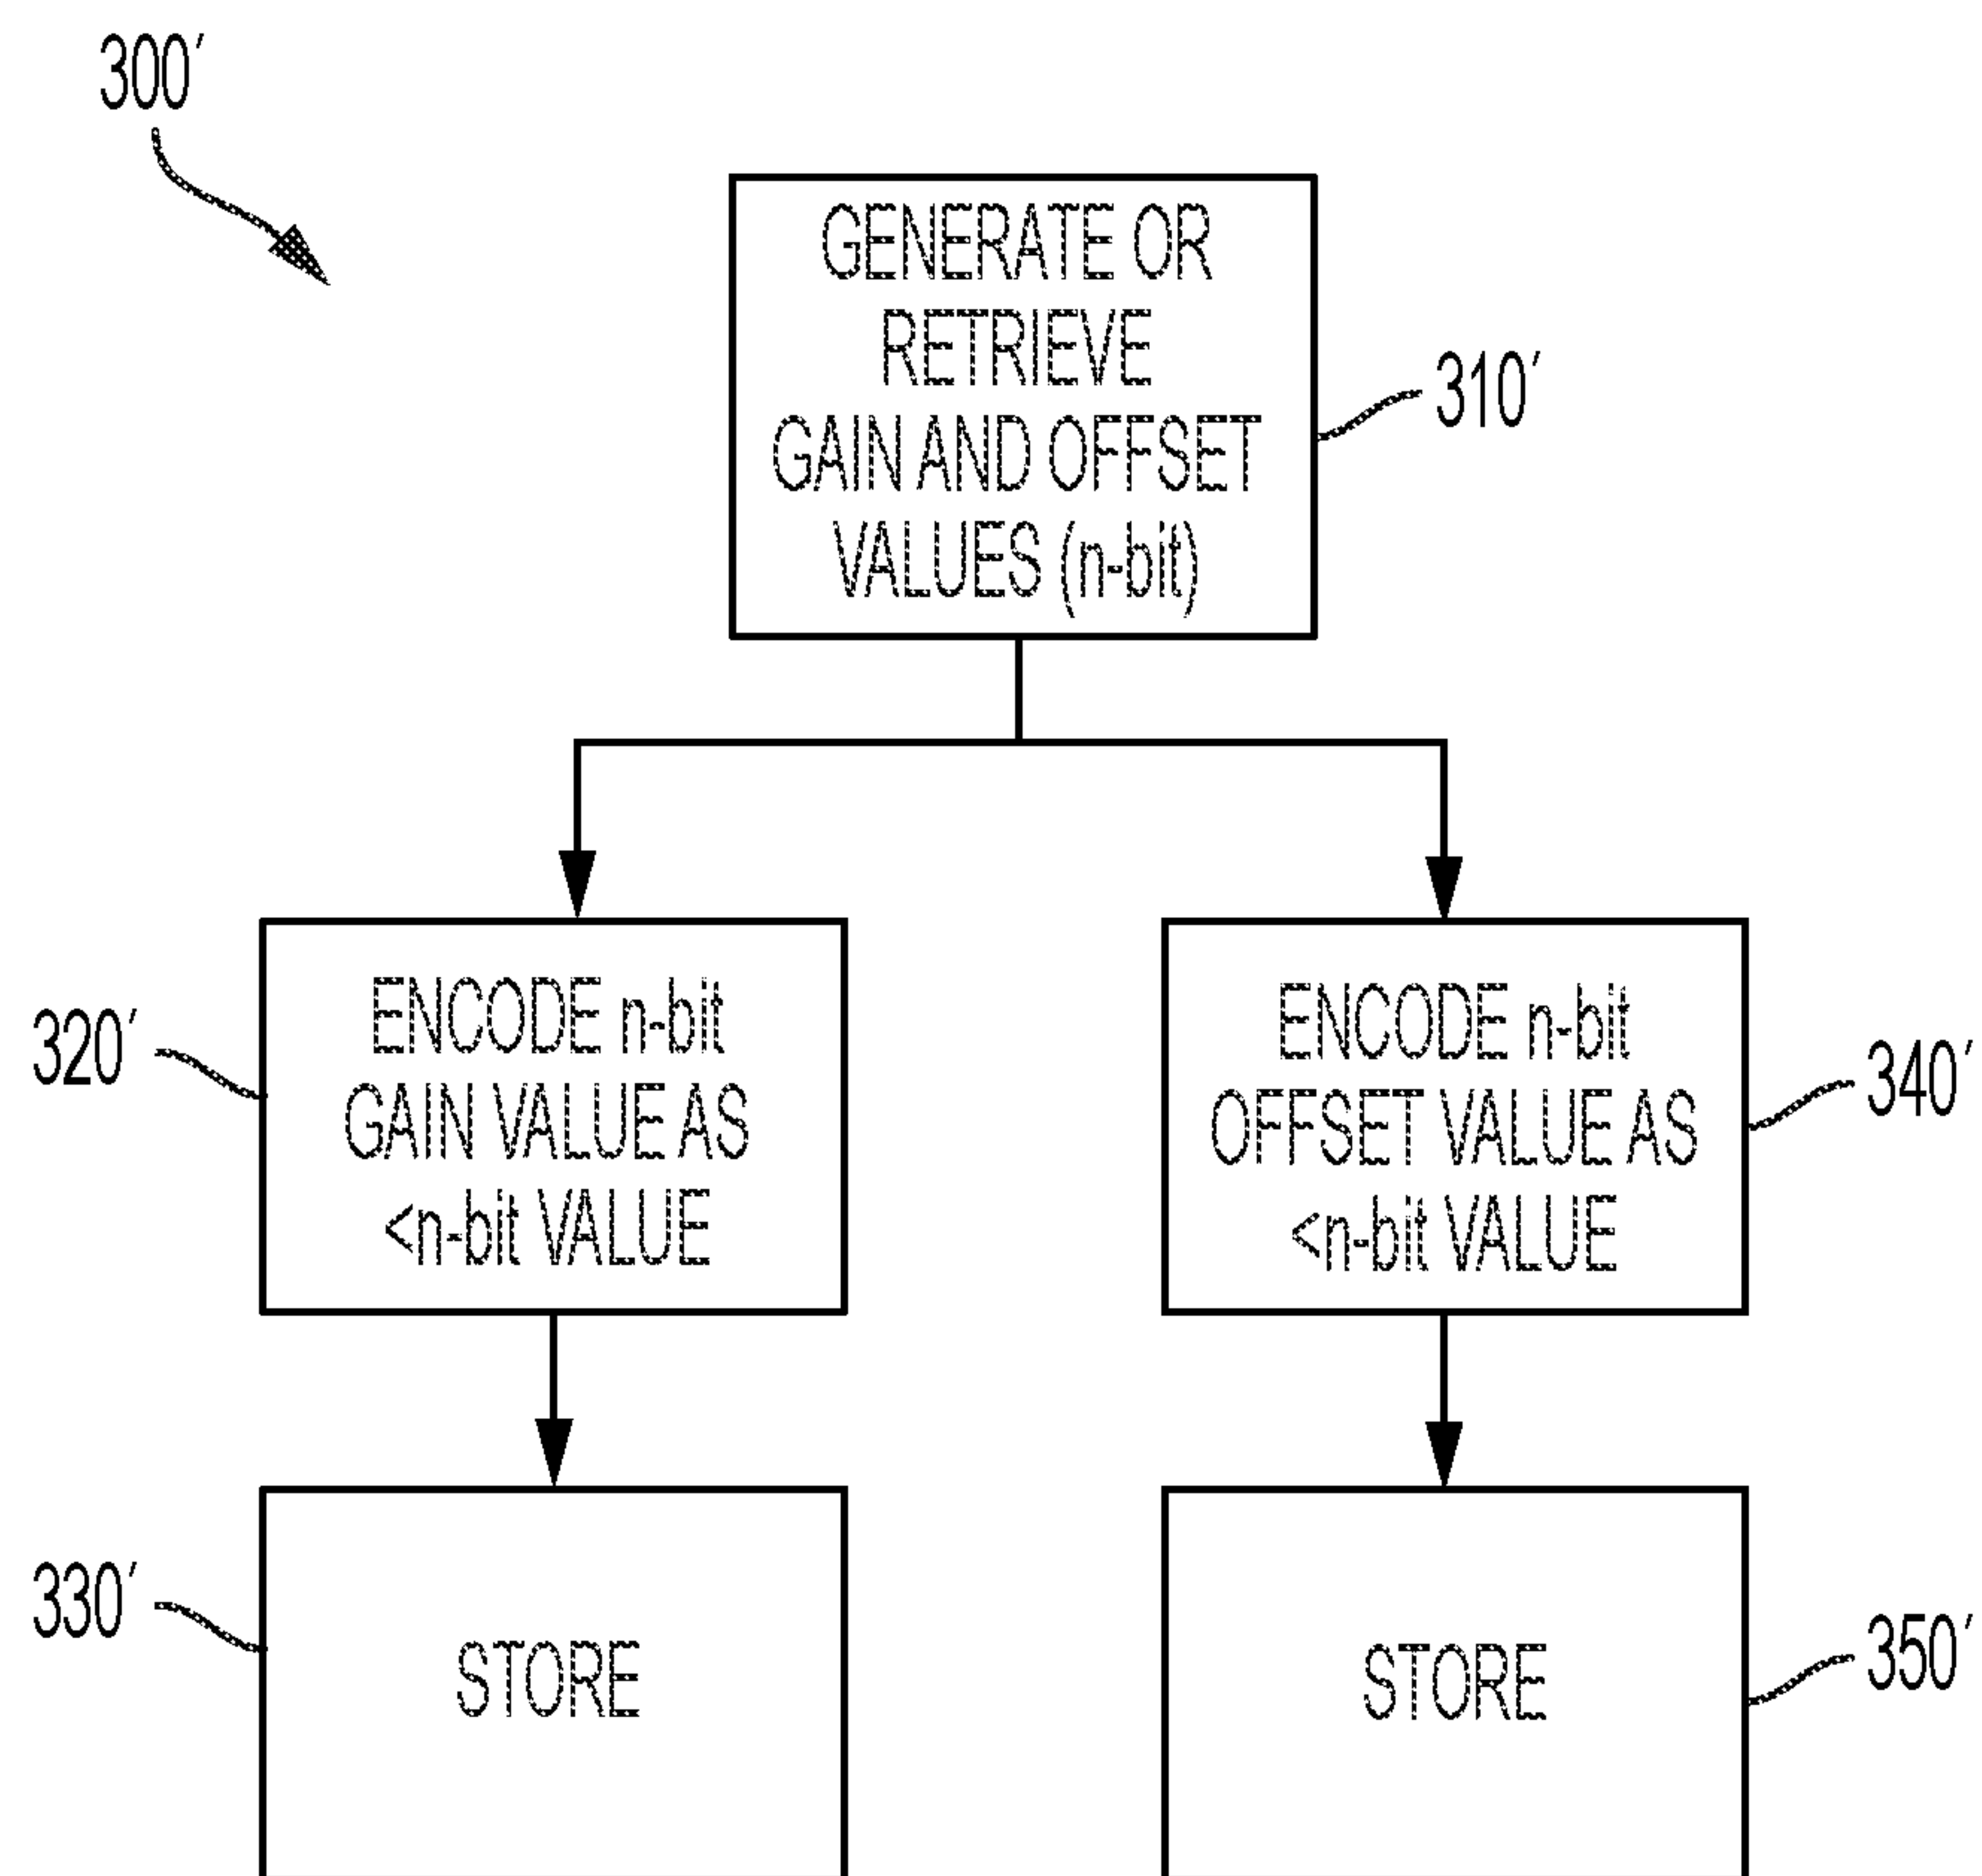 300′
GENERATE OR
RETRIEVE
GAIN AND OFFSET
VALUES (n-bit)
310′
ENCODE n-bit
GAIN VALUE AS
<n-bit VALUE
320′
ENCODE n-bit
OFFSET VALUE AS
<n-bit VALUE
340′
STORE
330′
STORE
350′